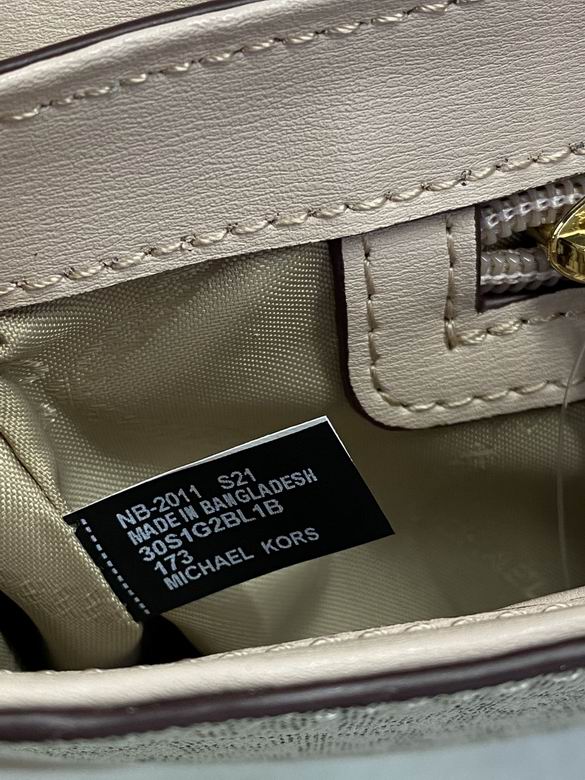 NB-2011 S21
MADE IN BANGLADESH
30S1G2BL1B
173
MICHAEL KORS